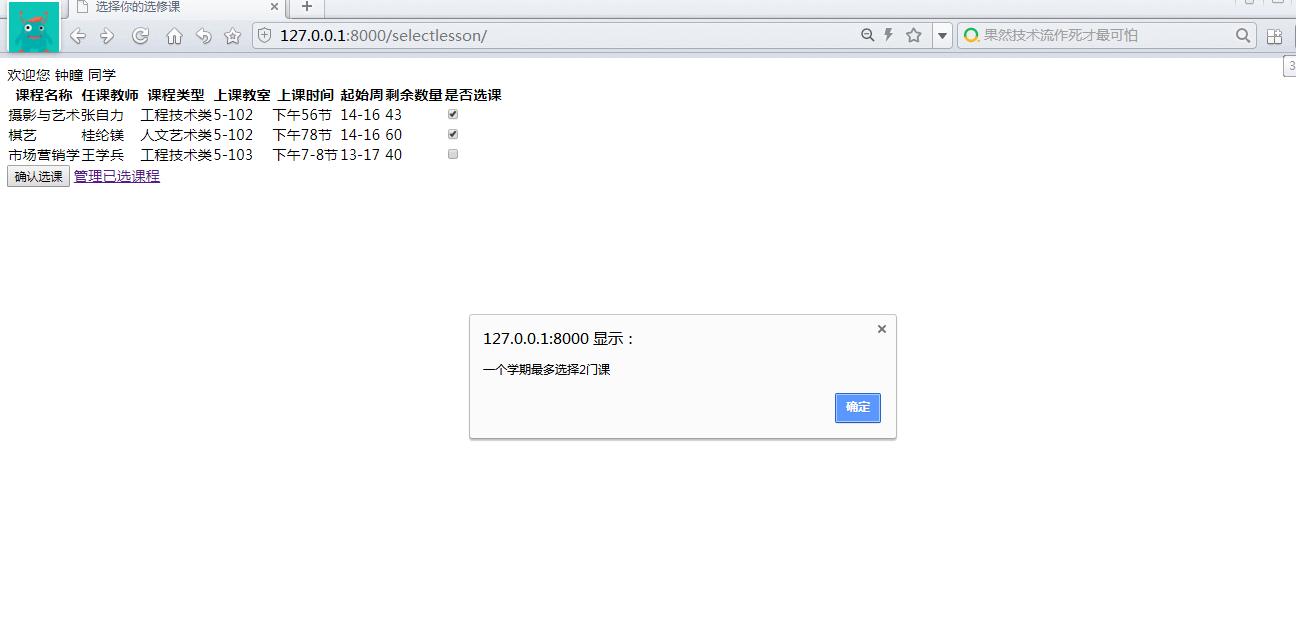 选择你的选修课
127.0.0.1:8000/selectlesson/
果然技术流作死才最可怕
3
欢迎您 钟瞳 同学
课程名称 任课教师 课程类型 上课教室 上课时间 起始周 剩余数量 是否选课
摄影与艺术 张自力 工程技术类 5-102 下午56节 14-16 43
棋艺 桂纶镁 人文艺术类 5-102 下午78节 14-16 60
市场营销学 王学兵 工程技术类 5-103 下午7-8节 13-17 40
确认选课 管理已选课程
127.0.0.1:8000 显示：
一个学期最多选择2门课
确定